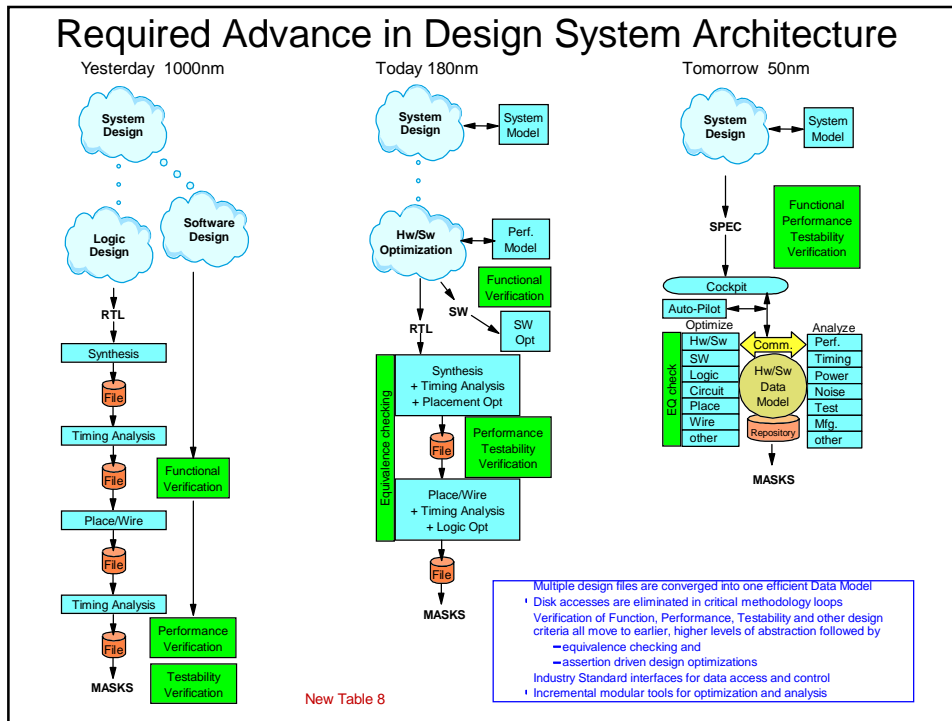 Required Advance in Design System Architecture
Yesterday 1000nm
System
Design
Logic
Design
Software
Design
RTL
Synthesis
File
Timing Analysis
File
Place/Wire
File
Timing Analysis
File
MASKS
Functional
Verification
Performance
Verification
Testability
Verification
Today 180nm
System
Design
System
Model
Hw/Sw
Optimization
Perf.
Model
Functional
Verification
RTL
SW
SW
Opt
Equivalence checking
Synthesis
+ Timing Analysis
+ Placement Opt
File
Performance
Testability
Verification
Place/Wire
+ Timing Analysis
+ Logic Opt
File
MASKS
Tomorrow 50nm
System
Design
System
Model
SPEC
Functional
Performance
Testability
Verification
Cockpit
Auto-Pilot
Optimize
EQ check
Hw/Sw
SW
Logic
Circuit
Place
Wire
other
Comm.
Hw/Sw
Data
Model
Repository
Analyze
Perf.
Timing
Power
Noise
Test
Mfg.
other
MASKS
Multiple design files are converged into one efficient Data Model
Disk accesses are eliminated in critical methodology loops
Verification of Function, Performance, Testability and other design
criteria all move to earlier, higher levels of abstraction followed by
–equivalence checking and
–assertion driven design optimizations
Industry Standard interfaces for data access and control
Incremental modular tools for optimization and analysis
New Table 8